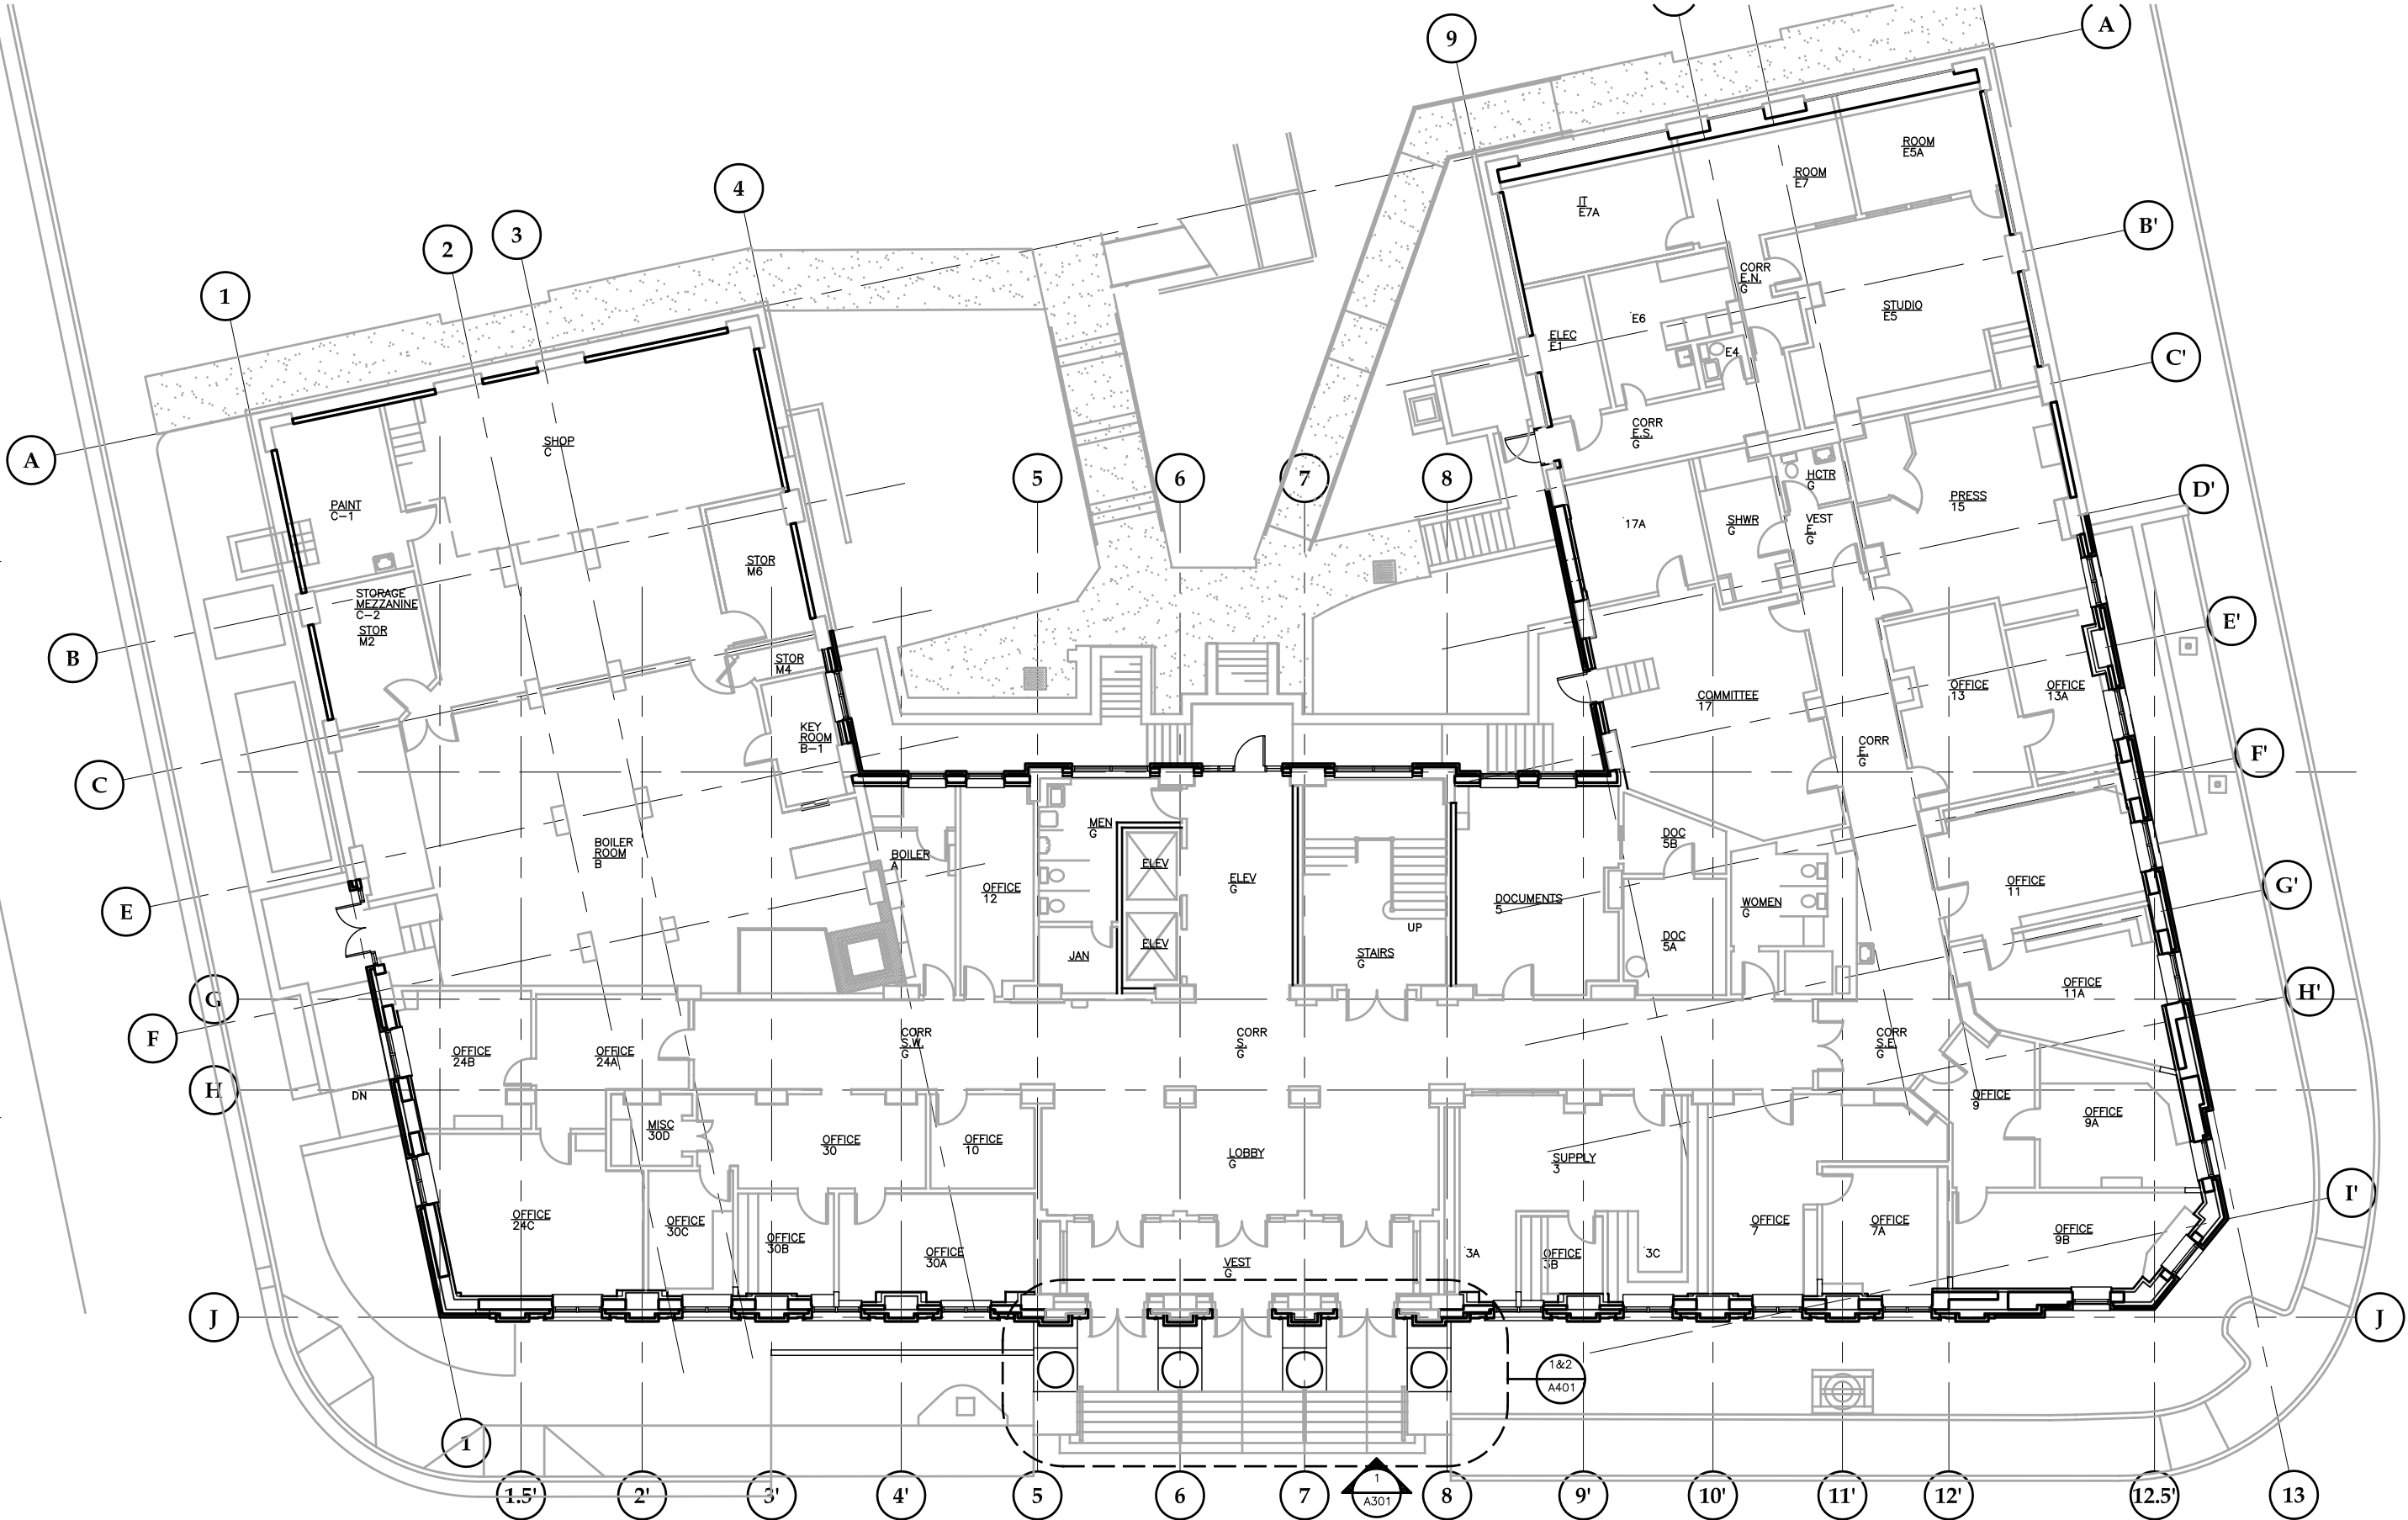 A
9
B'
4
ROOM
E5A
ROOM
E7
IT
E7A
3
2
1
CORR
E.N.
G
STUDIO
E5
E6
ELEC
E1
E4
C'
SHOP
C
CORR
E.S.
G
A
5
6
7
8
HCTR
G
D'
PRESS
15
PAINT
C-1
17A
SHWR
G
VEST
E.
G
STOR
M6
STORAGE
MEZZANINE
C-2
STOR
M2
E'
B
STOR
M4
COMMITTEE
17
OFFICE
13
OFFICE
13A
KEY
ROOM
B-1
CORR
E.
G
F'
C
MEN
G
DOC
5B
BOILER
ROOM
B
BOILER
A
ELEV
ELEV
G
OFFICE
12
DOCUMENTS
5
WOMEN
G
OFFICE
11
G'
E
UP
DOC
5A
ELEV
JAN
STAIRS
G
OFFICE
11A
H'
G
F
OFFICE
24B
OFFICE
24A
CORR
S.W.
G
CORR
S.
G
CORR
S.E.
G
H
DN
OFFICE
9
OFFICE
9A
MISC
30D
OFFICE
30
OFFICE
10
LOBBY
G
SUPPLY
3
I'
OFFICE
24C
OFFICE
30C
OFFICE
30B
OFFICE
30A
VEST
G
3A
OFFICE
3B
3C
OFFICE
7
OFFICE
7A
OFFICE
9B
J
J
1&2
A401
1
1
A301
1.5'
2'
3'
4'
5
6
7
8
9'
10'
11'
12'
12.5'
13